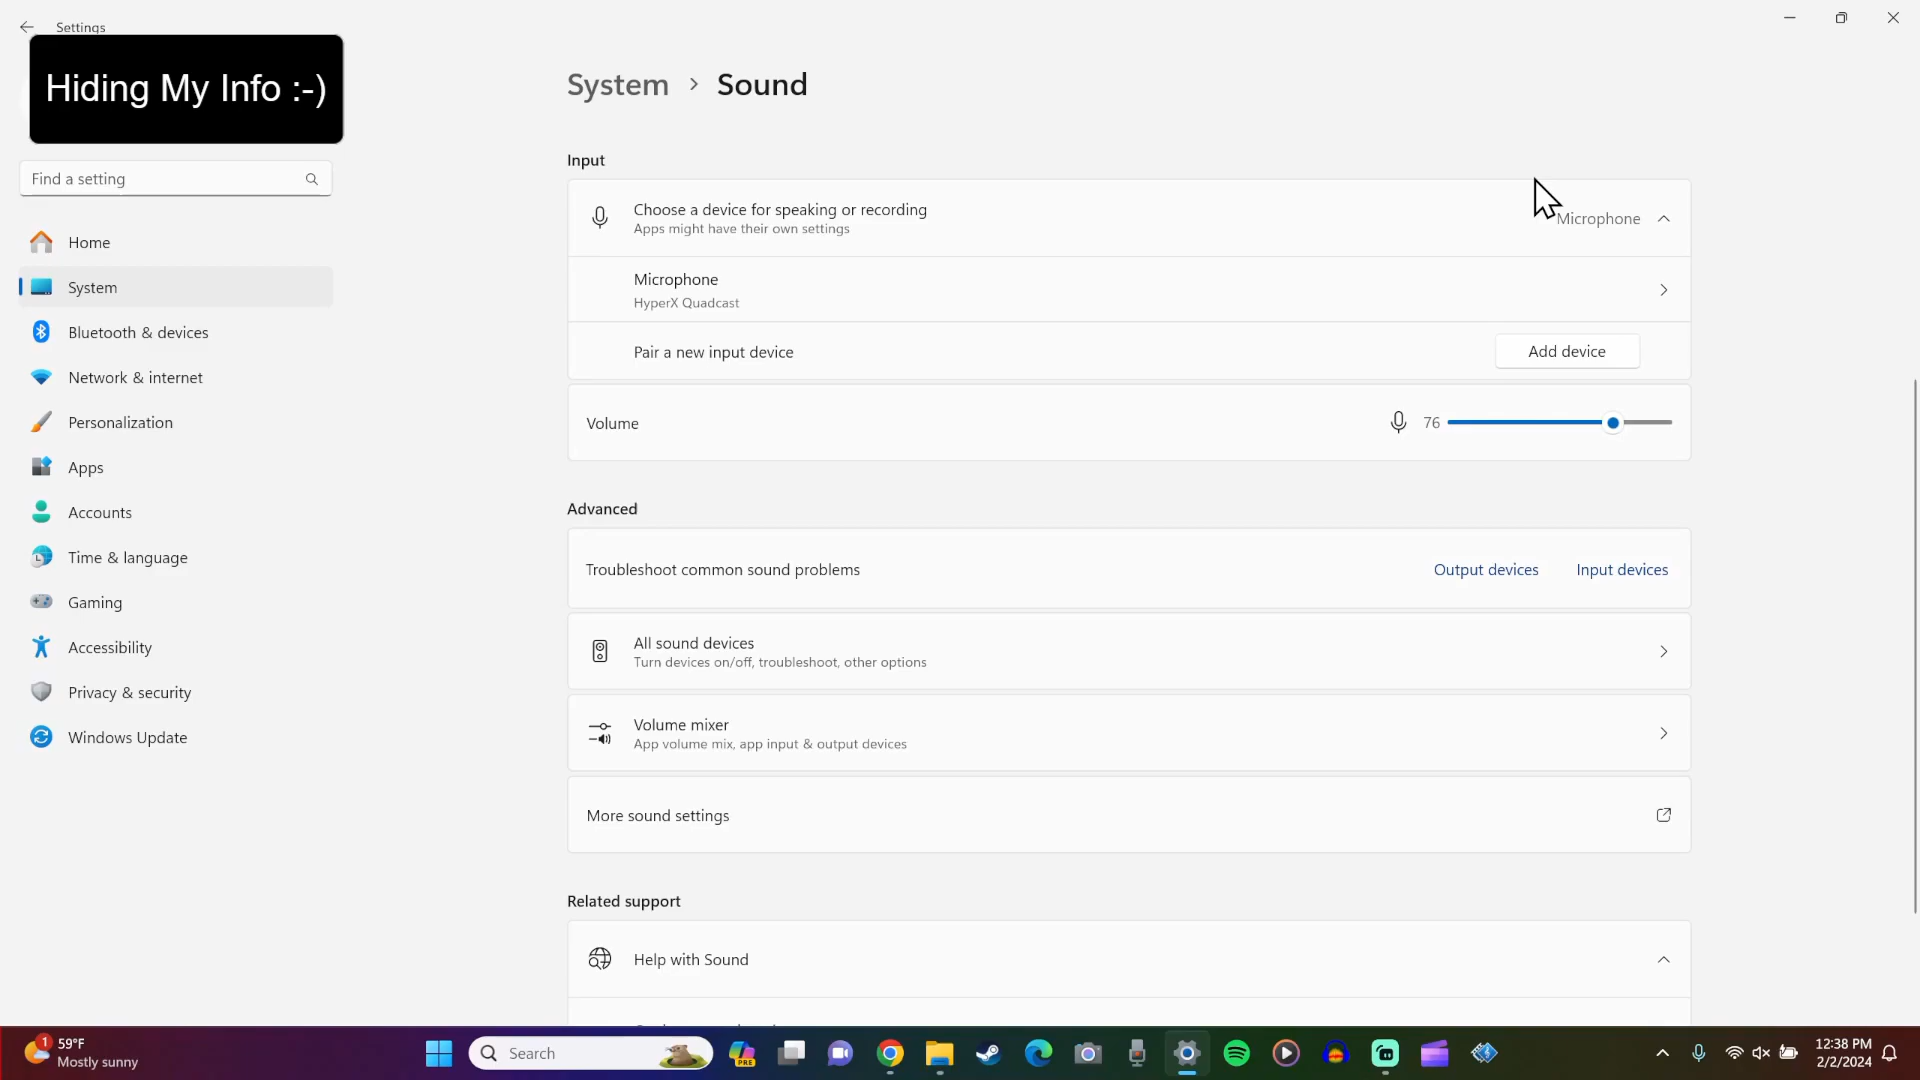 Settings
Hiding My Info :-)
Find a setting
Home
System
Bluetooth & devices
Network & internet
Personalization
Apps
Accounts
Time & language
Gaming
Accessibility
Privacy & security
Windows Update
System > Sound
Input
Choose a device for speaking or recording
Apps might have their own settings
Microphone
Microphone
HyperX Quadcast
Pair a new input device
Add device
Volume
76
Advanced
Troubleshoot common sound problems
Output devices
Input devices
All sound devices
Turn devices on/off, troubleshoot, other options
Volume mixer
App volume mix, app input & output devices
More sound settings
Related support
Help with Sound
1
59°F
Mostly sunny
Search
PRE
12:38 PM
2/2/2024